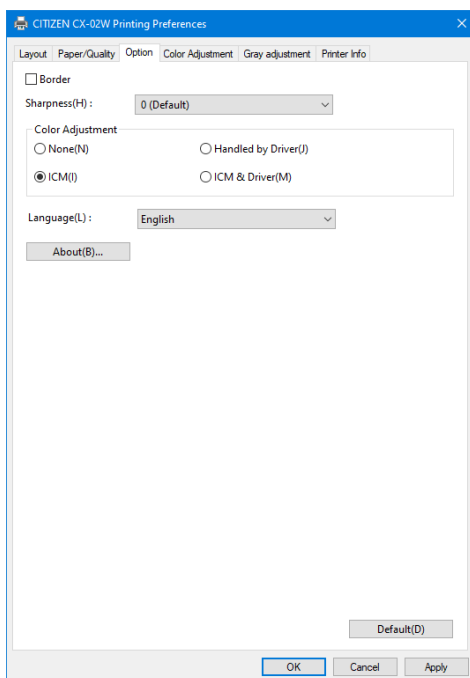 CITIZEN CX-02W Printing Preferences
Layout Paper/Quality Option Color Adjustment Gray adjustment Printer Info
Border
Sharpness(H) : 0 (Default)
Color Adjustment
None(N) Handled by Driver(J)
ICM(I) ICM & Driver(M)
Language(L) : English
About(B)...
Default(D)
OK Cancel Apply